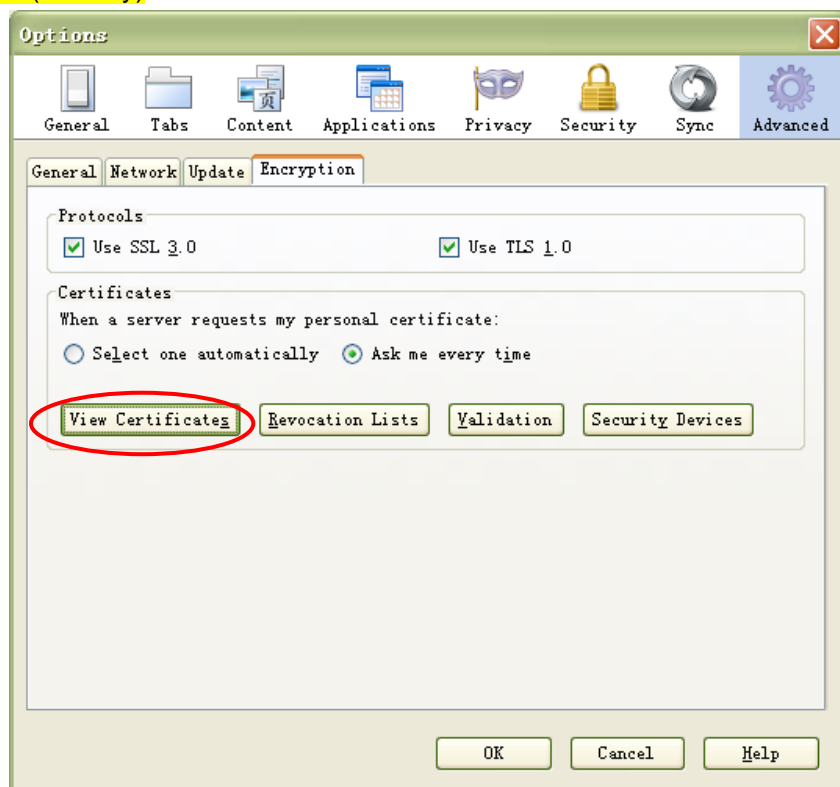 Options
General Tabs Content Applications Privacy Security Sync Advanced
General Network Update Encryption
Protocols
Use SSL 3.0 Use TLS 1.0
Certificates
When a server requests my personal certificate:
Select one automatically Ask me every time
View Certificates Revocation Lists Validation Security Devices
OK Cancel Help